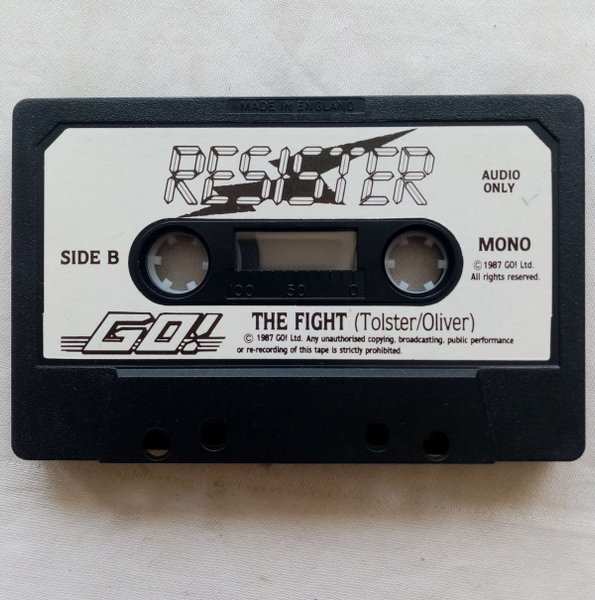 MADE IN ENGLAND
RESISTER
AUDIO
ONLY
SIDE B
MONO
© 1987 GO! Ltd.
All rights reserved.
100 50 0
GO!
THE FIGHT (Tolster/Oliver)
© 1987 GO! Ltd. Any unauthorised copying, broadcasting, public performance
or re-recording of this tape is strictly prohibited.